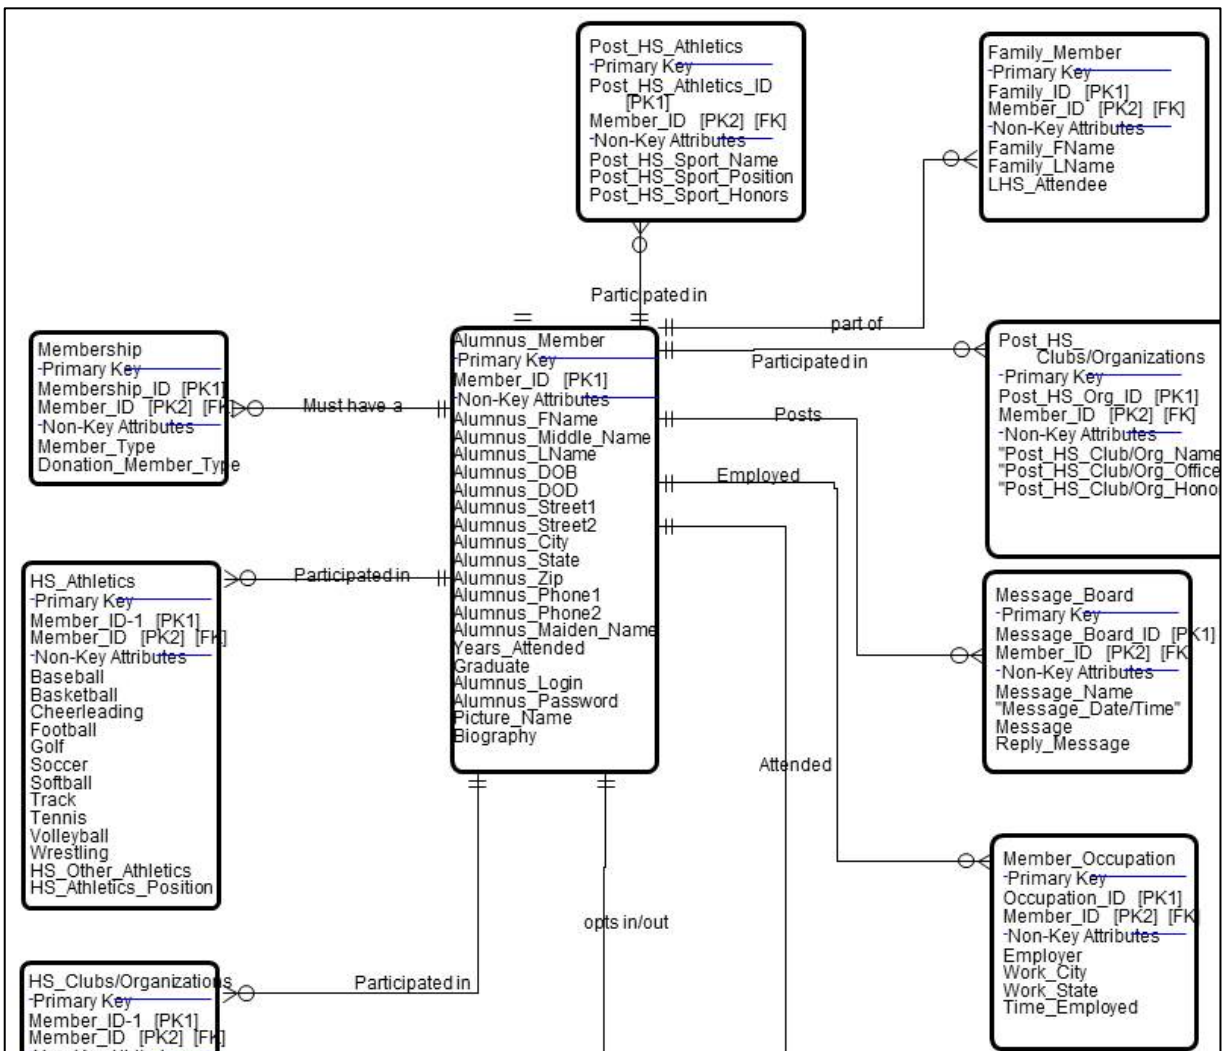 Post_HS_Athletics
-Primary Key
Post_HS_Athletics_ID
[PK1]
Member_ID [PK2] [FK]
-Non-Key Attributes
Post_HS_Sport_Name
Post_HS_Sport_Position
Post_HS_Sport_Honors
Family_Member
-Primary Key
Family_ID [PK1]
Member_ID [PK2] [FK]
-Non-Key Attributes
Family_FName
Family_LName
LHS_Attendee
Participated in
part of
Participated in
Posts
Employed
Attended
Membership
-Primary Key
Membership_ID [PK1]
Member_ID [PK2] [FK]
-Non-Key Attributes
Member_Type
Donation_Member_Type
Must have a
Alumnus_Member
-Primary Key
Member_ID [PK1]
-Non-Key Attributes
Alumnus_FName
Alumnus_Middle_Name
Alumnus_LName
Alumnus_DOB
Alumnus_DOD
Alumnus_Street1
Alumnus_Street2
Alumnus_City
Alumnus_State
Alumnus_Zip
Alumnus_Phone1
Alumnus_Phone2
Alumnus_Maiden_Name
Years_Attended
Graduate
Alumnus_Login
Alumnus_Password
Picture_Name
Biography
Post_HS_
Clubs/Organizations
-Primary Key
Post_HS_Org_ID [PK1]
Member_ID [PK2] [FK]
-Non-Key Attributes
"Post_HS_Club/Org_Name
"Post_HS_Club/Org_Office
"Post_HS_Club/Org_Hono
HS_Athletics
-Primary Key
Member_ID-1 [PK1]
Member_ID [PK2] [FK]
-Non-Key Attributes
Baseball
Basketball
Cheerleading
Football
Golf
Soccer
Softball
Track
Tennis
Volleyball
Wrestling
HS_Other_Athletics
HS_Athletics_Position
Participated in
Message_Board
-Primary Key
Message_Board_ID [PK1]
Member_ID [PK2] [FK
-Non-Key Attributes
Message_Name
"Message_Date/Time"
Message
Reply_Message
Member_Occupation
-Primary Key
Occupation_ID [PK1]
Member_ID [PK2] [FK
-Non-Key Attributes
Employer
Work_City
Work_State
Time_Employed
opts in/out
Participated in
HS_Clubs/Organizations
-Primary Key
Member_ID-1 [PK1]
Member_ID [PK2] [FK]